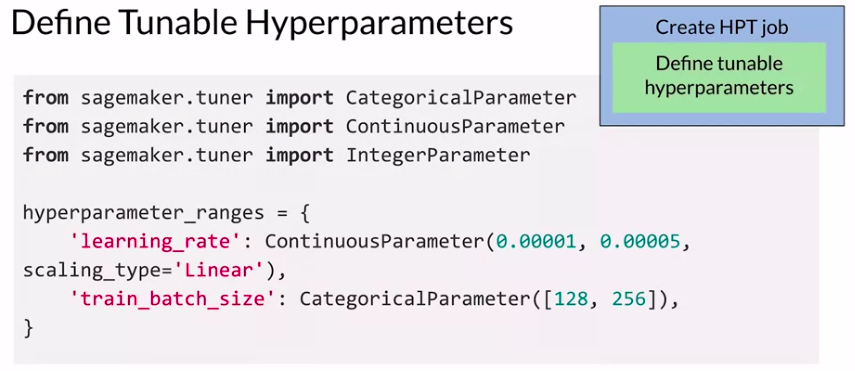 Define Tunable Hyperparameters
Create HPT job
Define tunable
hyperparameters
from sagemaker.tuner import CategoricalParameter
from sagemaker.tuner import ContinuousParameter
from sagemaker.tuner import IntegerParameter
hyperparameter_ranges = {
    'learning_rate': ContinuousParameter(0.00001, 0.00005,
scaling_type='Linear'),
    'train_batch_size': CategoricalParameter([128, 256]),
}